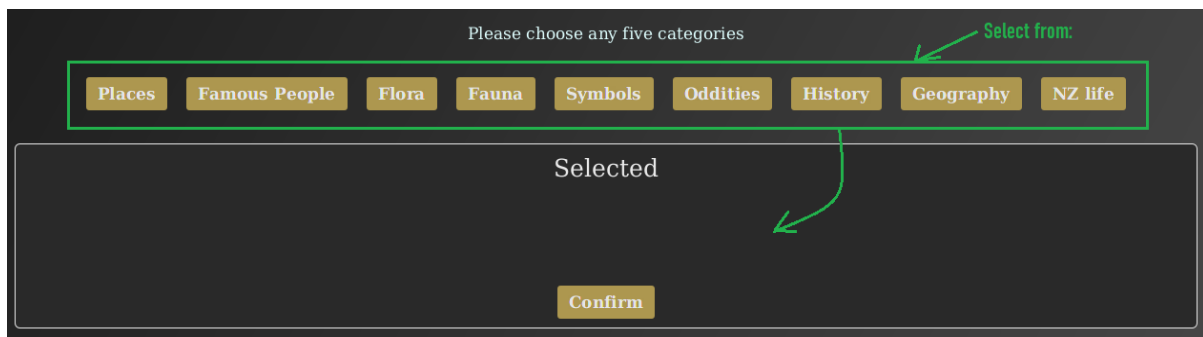 Please choose any five categories
Select from:
Places Famous People Flora Fauna Symbols Oddities History Geography NZ life
Selected
Confirm